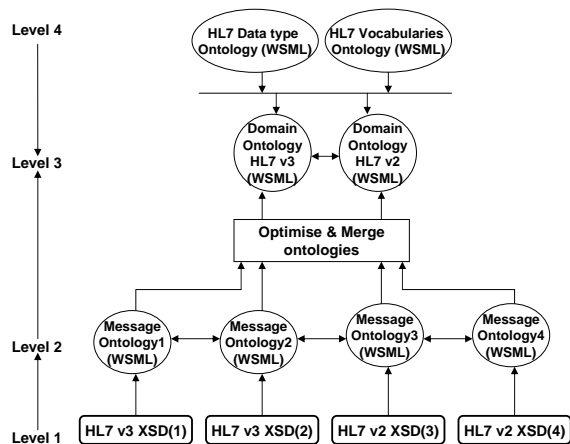 Level 4
HL7 Data type
Ontology (WSML)
HL7 Vocabularies
Ontology (WSML)
Level 3
Domain
Ontology
HL7 v3
(WSML)
Domain
Ontology
HL7 v2
(WSML)
Optimise & Merge
ontologies
Level 2
Message
Ontology1
(WSML)
Message
Ontology2
(WSML)
Message
Ontology3
(WSML)
Message
Ontology4
(WSML)
Level 1
HL7 v3 XSD(1)
HL7 v3 XSD(2)
HL7 v2 XSD(3)
HL7 v2 XSD(4)